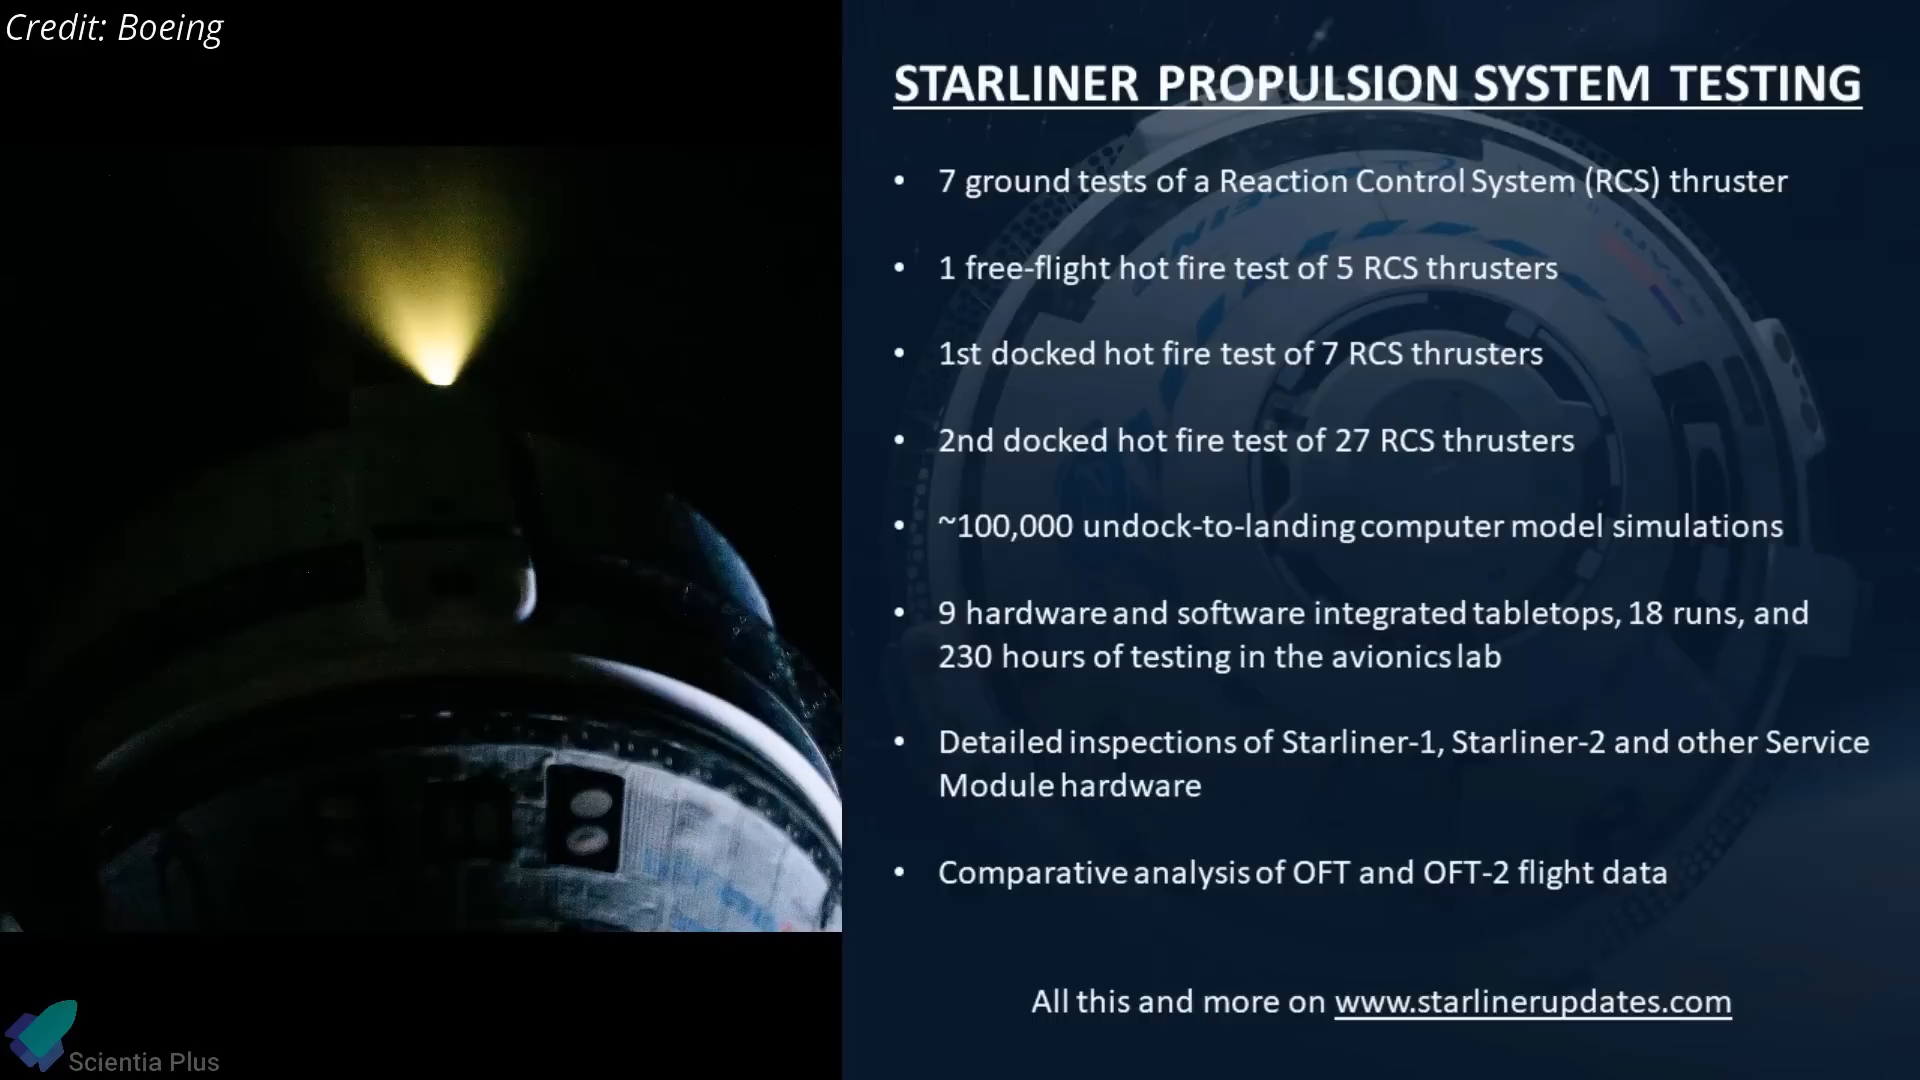 Credit: Boeing
STARLINER PROPULSION SYSTEM TESTING
• 7 ground tests of a Reaction Control System (RCS) thruster
• 1 free-flight hot fire test of 5 RCS thrusters
• 1st docked hot fire test of 7 RCS thrusters
• 2nd docked hot fire test of 27 RCS thrusters
• ~100,000 undock-to-landing computer model simulations
• 9 hardware and software integrated tabletops, 18 runs, and
230 hours of testing in the avionics lab
• Detailed inspections of Starliner-1, Starliner-2 and other Service
Module hardware
• Comparative analysis of OFT and OFT-2 flight data
All this and more on www.starlinerupdates.com
Scientia Plus